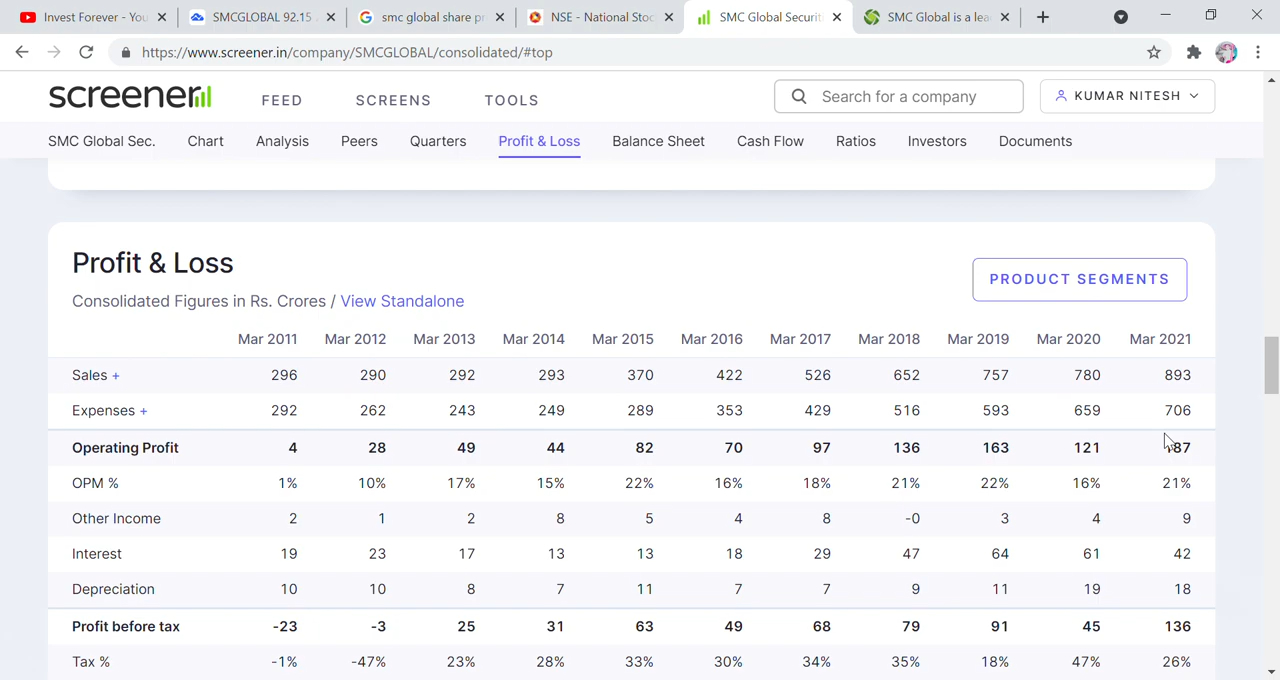 Invest Forever - You
SMCGLOBAL 92.15
smc global share pr
NSE - National Stoc
SMC Global Securiti
SMC Global is a lea
https://www.screener.in/company/SMCGLOBAL/consolidated/#top
screener
FEED SCREENS TOOLS
Search for a company
KUMAR NITESH
SMC Global Sec. Chart Analysis Peers Quarters Profit & Loss Balance Sheet Cash Flow Ratios Investors Documents
Profit & Loss
PRODUCT SEGMENTS
Consolidated Figures in Rs. Crores / View Standalone
Mar 2011 Mar 2012 Mar 2013 Mar 2014 Mar 2015 Mar 2016 Mar 2017 Mar 2018 Mar 2019 Mar 2020 Mar 2021
Sales + 296 290 292 293 370 422 526 652 757 780 893
Expenses + 292 262 243 249 289 353 429 516 593 659 706
Operating Profit 4 28 49 44 82 70 97 136 163 121
OPM % 1% 10% 17% 15% 22% 16% 18% 21% 22% 16% 21%
Other Income 2 1 2 8 5 4 8 -0 3 4 9
Interest 19 23 17 13 13 18 29 47 64 61 42
Depreciation 10 10 8 7 11 7 7 9 11 19 18
Profit before tax -23 -3 25 31 63 49 68 79 91 45 136
Tax % -1% -47% 23% 28% 33% 30% 34% 35% 18% 47% 26%